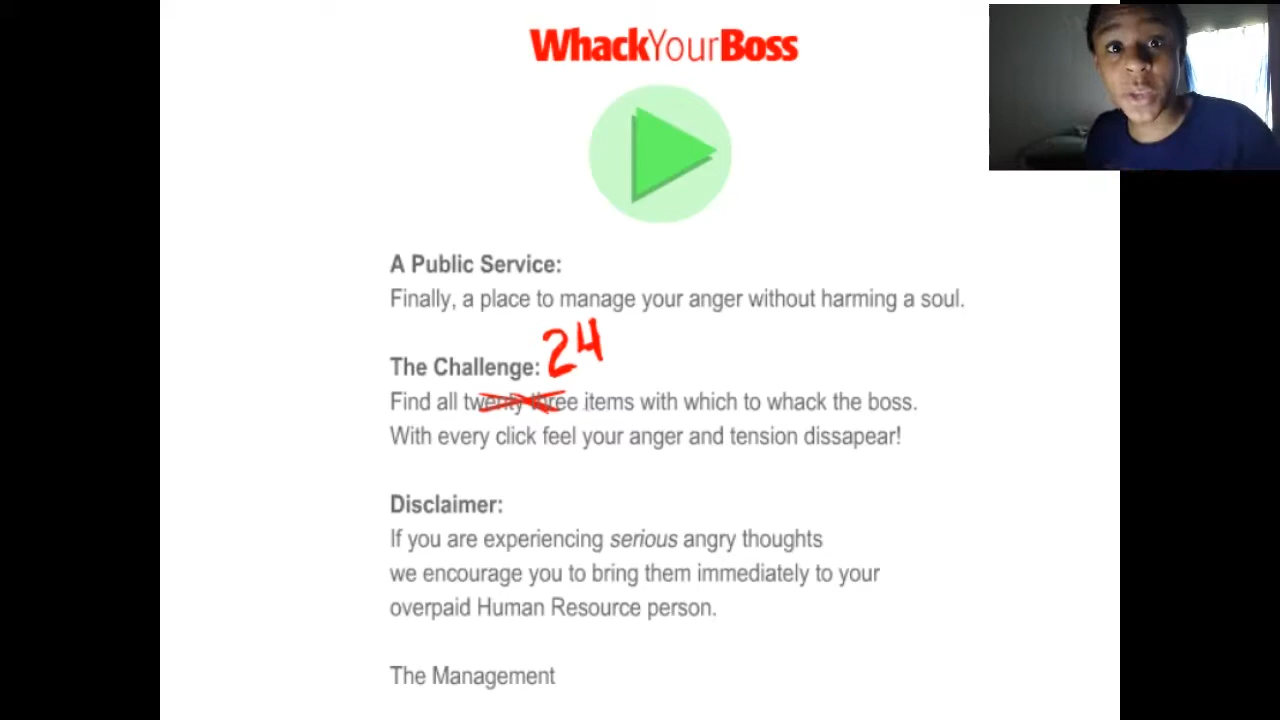 WhackYourBoss
A Public Service:
Finally, a place to manage your anger without harming a soul.
The Challenge: 24
Find all twenty three items with which to whack the boss.
With every click feel your anger and tension dissapear!
Disclaimer:
If you are experiencing serious angry thoughts
we encourage you to bring them immediately to your
overpaid Human Resource person.
The Management